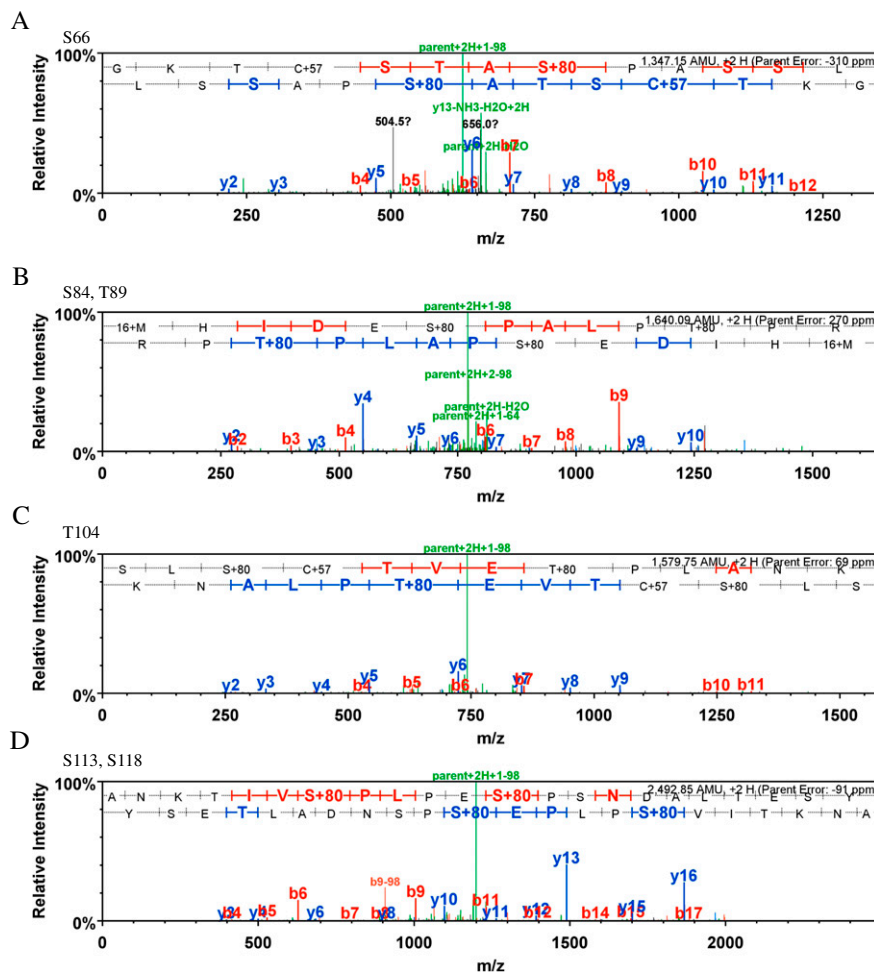 A
S66
parent+2H+1-98
100%
1,347.15 AMU, +2 H (Parent Error: -310 ppm)
G K T C+57 S T A S+80 P A S S L
L S S A P S+80 A T S C+57 T K G
y13-NH3-H2O+2H
504.5? 656.0?
y6 b7
parent+2H-H2O
y2 y3 b4 y5 b5 b6 y7 y8 b8 y9 b10 y10 b11 y11 b12
0%
Relative Intensity
0 250 500 750 1000 1250
m/z
B
S84, T89
parent+2H+1-98
100%
1,640.09 AMU, +2 H (Parent Error: 270 ppm)
16+M H I D E S+80 P A L P T+80 P R
R P T+80 P L A P S+80 E D I H 16+M
parent+2H+2-98
y4 b9
parent+2H-H2O
parent+2H+1-64
y2 b2 b3 y3 b4 y5 y6 b6 y7 b7 b8 y9 y10
0%
Relative Intensity
0 250 500 750 1000 1250 1500
m/z
C
T104
parent+2H+1-98
100%
1,579.75 AMU, +2 H (Parent Error: 69 ppm)
S L S+80 C+57 T V E T+80 P L A N K
K N A L P T+80 E V T C+57 S+80 L S
y2 y3 y4 b4 y5 b5 y6 b6 y7 b7 y8 y9 b10 b11
0%
Relative Intensity
0 250 500 750 1000 1250 1500
m/z
D
S113, S118
parent+2H+1-98
100%
2,492.85 AMU, +2 H (Parent Error: -91 ppm)
A N K T I V S+80 P L P E S+80 P S N D A L T E S Y
Y S E T L A D N S P S+80 E P L P S+80 V I T K N A
y13
b9-98 y16
y3 b4 y4 b5 b6 y6 b7 b8 y8 b9 y10 b11 y11 y12 b12 b14 y15 b15 b17
0%
Relative Intensity
0 500 1000 1500 2000
m/z